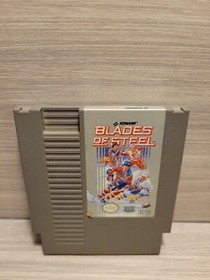 KONAMI
BLADES
OF STEEL